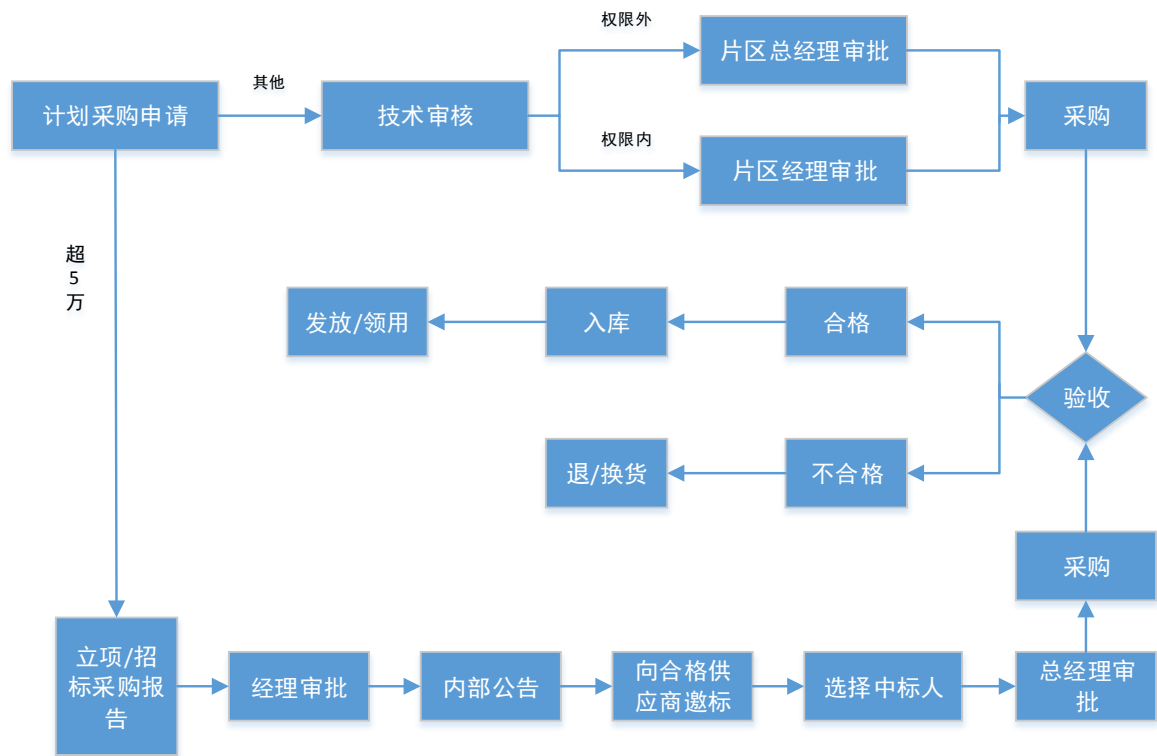 权限外
片区总经理审批
其他
计划采购申请
技术审核
采购
权限内
片区经理审批
超
5
万
发放/领用
入库
合格
验收
退/换货
不合格
采购
立项/招
标采购报
告
经理审批
内部公告
向合格供
应商邀标
选择中标人
总经理审
批